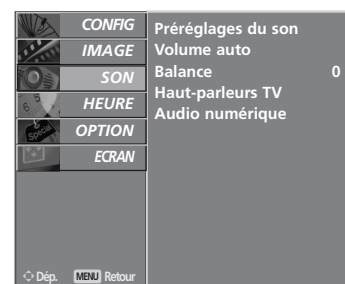 CONFIG
IMAGE
SON
HEURE
OPTION
ECRAN
Préréglages du son
Volume auto
Balance 0
Haut-parleurs TV
Audio numérique
Dép. MENU Retour